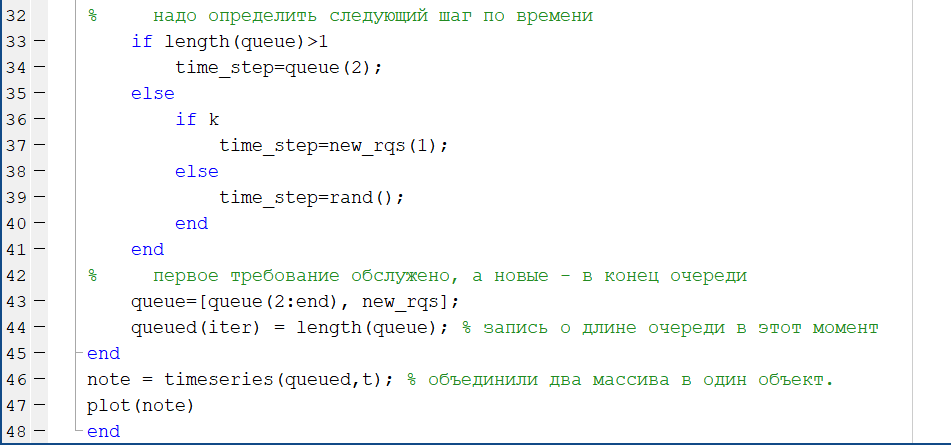 32 %     надо определить следующий шаг по времени
33 —     if length(queue)>1
34 —         time_step=queue(2);
35 —     else
36 —         if k
37 —             time_step=new_rqs(1);
38 —         else
39 —             time_step=rand();
40 —         end
41 —     end
42 %     первое требование обслужено, а новые - в конец очереди
43 —     queue=[queue(2:end), new_rqs];
44 —     queued(iter) = length(queue); % запись о длине очереди в этот момент
45 — end
46 — note = timeseries(queued,t); % объединили два массива в один объект.
47 — plot(note)
48 — end